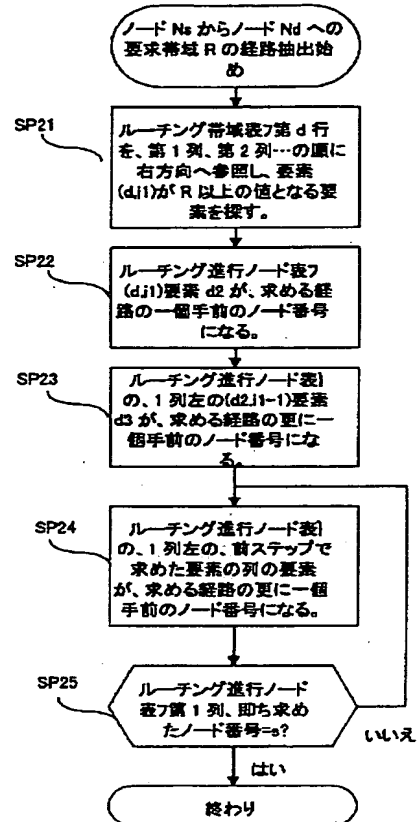 ノード Ns からノード Nd への
要求帯域 R の経路抽出始
め
SP21
ルーチング帯域表7第 d 行
を、第1列、第2列…の順に
右方向へ参照し、要素
(d,i1)がR以上の値となる要
素を探す。
SP22
ルーチング進行ノード表フ
(d,i1)要素 d2 が、求める経
路の一個手前のノード番号
になる。
SP23
ルーチング進行ノード表
の、1列左の(d2,i1-1)要素
d3 が、求める経路の更に一
個手前のノード番号にな
る。
SP24
ルーチング進行ノード表
の、1列左の、前ステップで
求めた要素の列の要素
が、求める経路の更に一個
手前のノード番号になる。
SP25
ルーチング進行ノード
表7第1列、即ち求め
たノード番号=s?
いいえ
はい
終わり